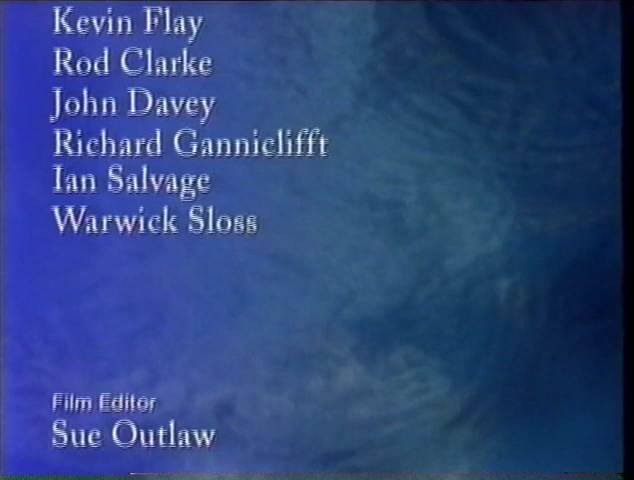 Kevin Flay
Rod Clarke
John Davey
Richard Ganniclifft
Ian Salvage
Warwick Sloss
Film Editor
Sue Outlaw